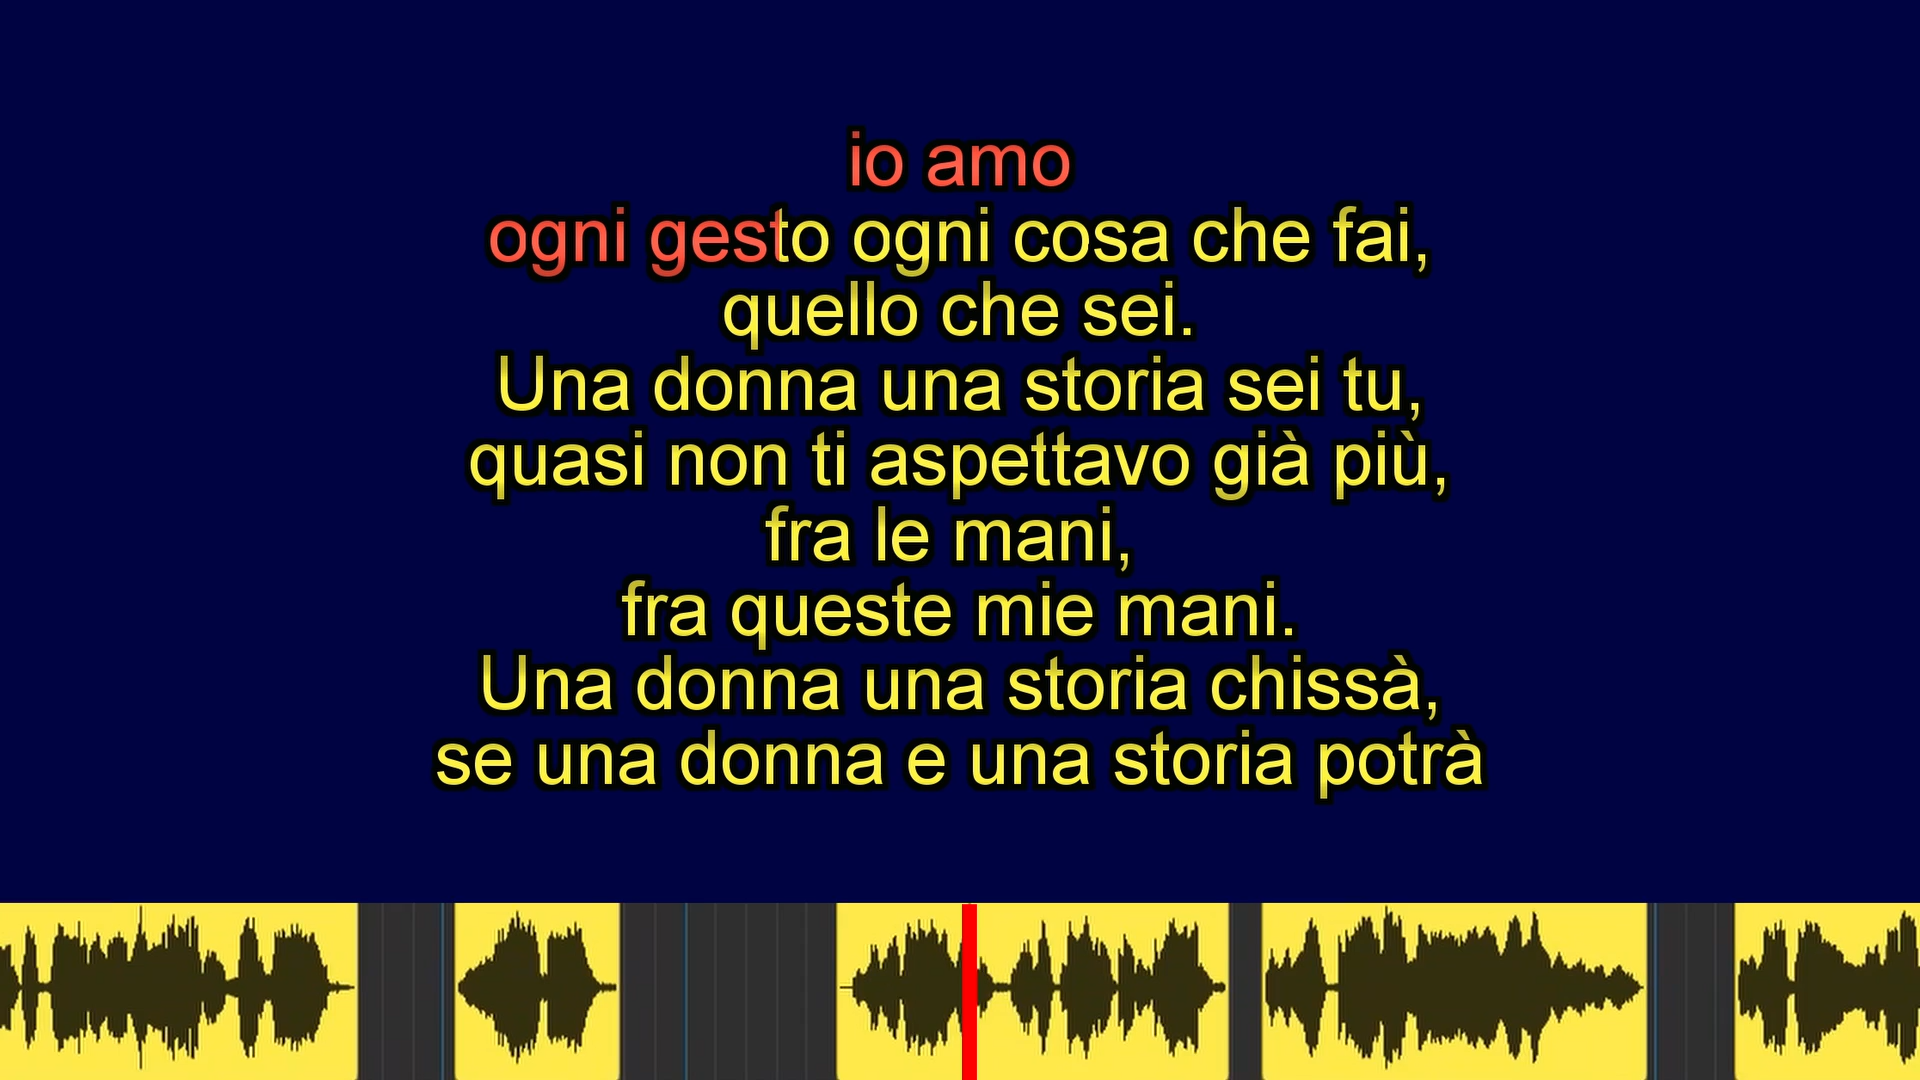 io amo
ogni gesto ogni cosa che fai,
quello che sei.
Una donna una storia sei tu,
quasi non ti aspettavo già più,
fra le mani,
fra queste mie mani.
Una donna una storia chissà,
se una donna e una storia potrà